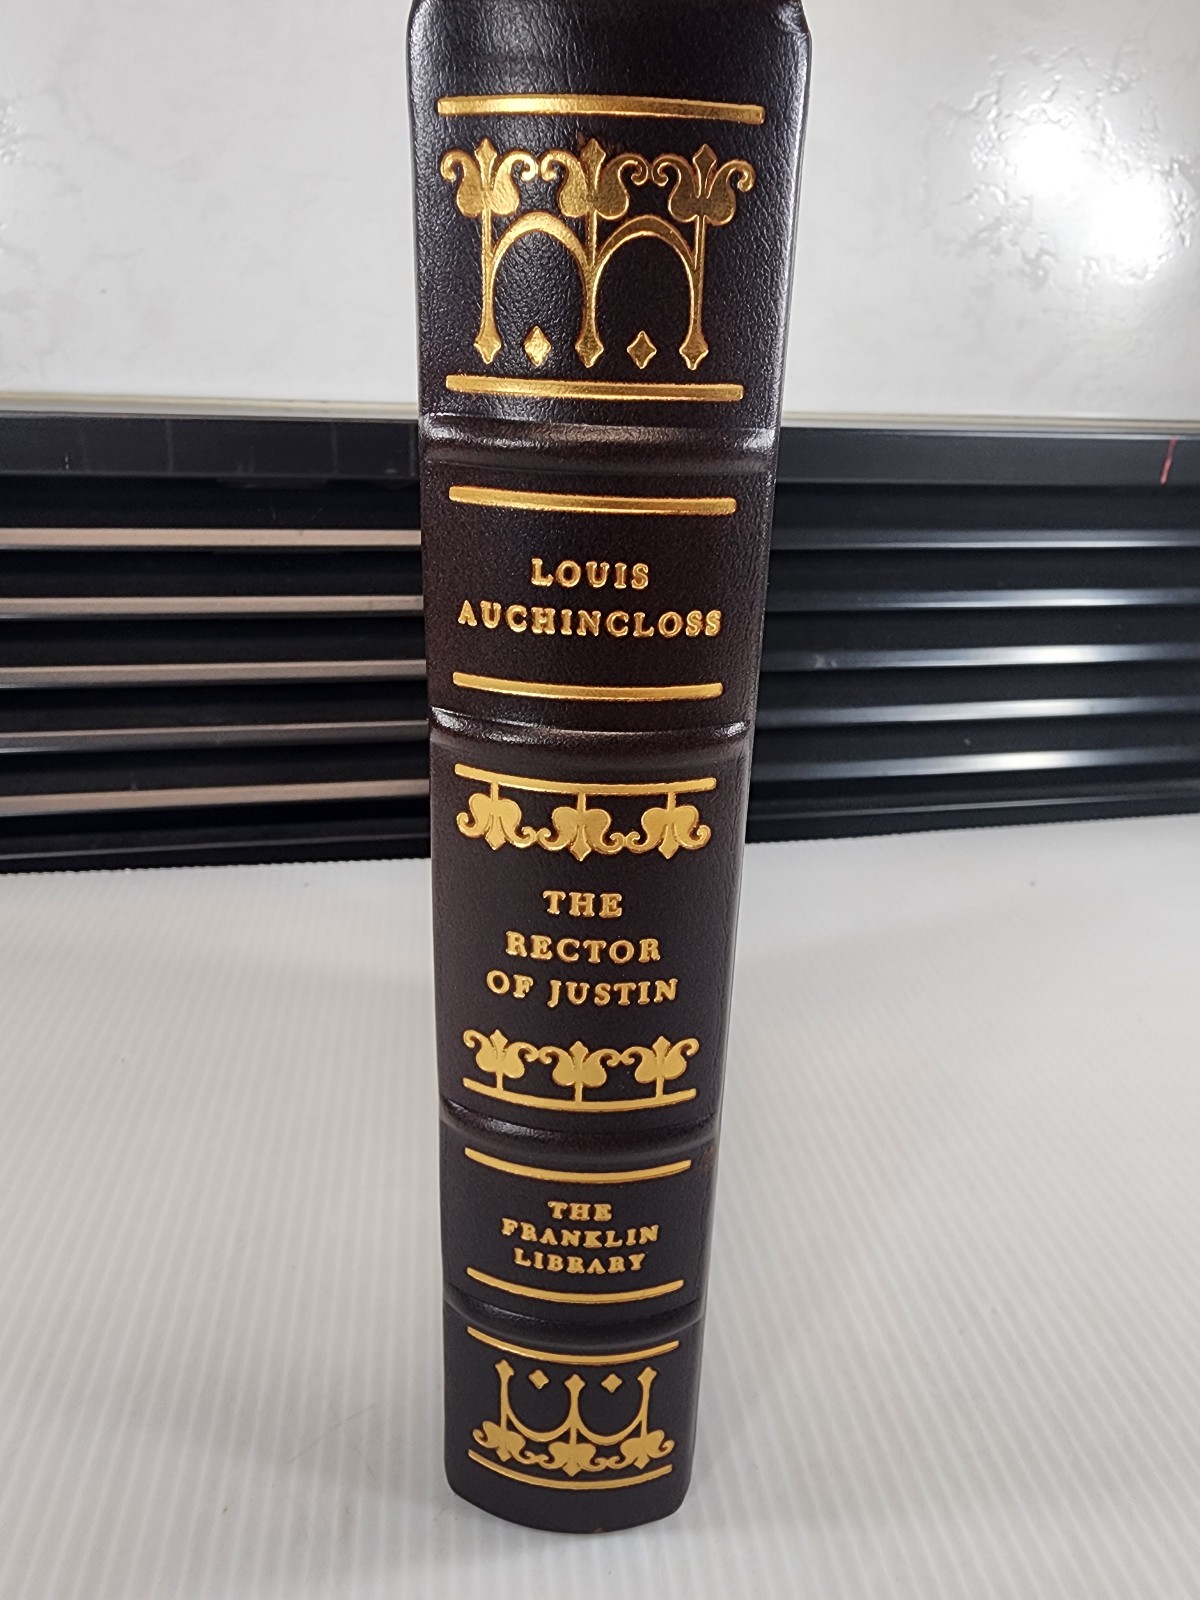 LOUIS
AUCHINCLOSS
THE
RECTOR
OF JUSTIN
THE
FRANKLIN
LIBRARY